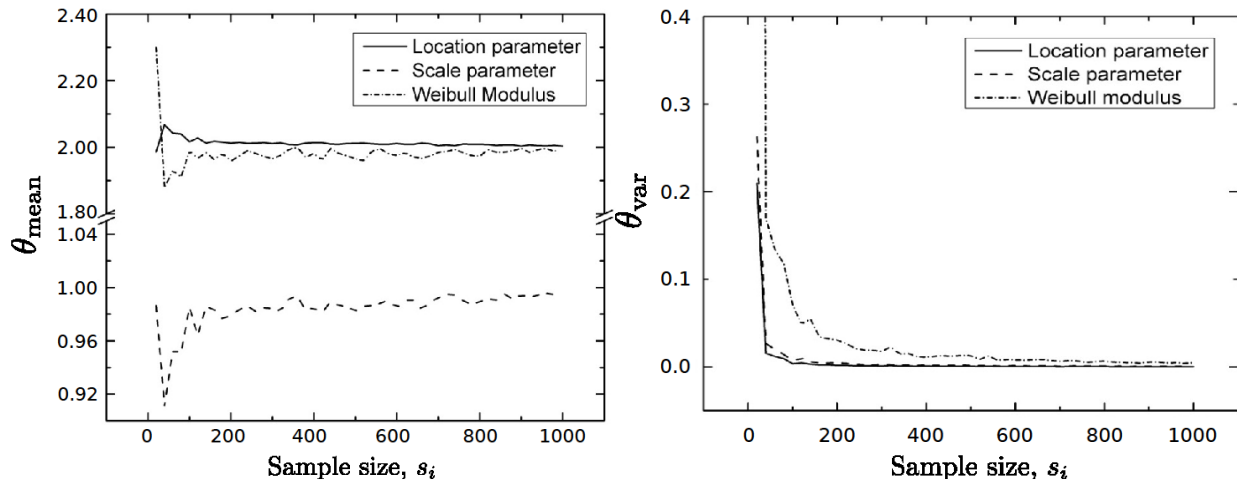 2.40
2.20
2.00
1.80
1.04
1.00
0.96
0.92
θmean
Location parameter
Scale parameter
Weibull Modulus
0 200 400 600 800 1000
Sample size, si
0.4
0.3
0.2
0.1
0.0
θvar
Location parameter
Scale parameter
Weibull modulus
0 200 400 600 800 1000
Sample size, si